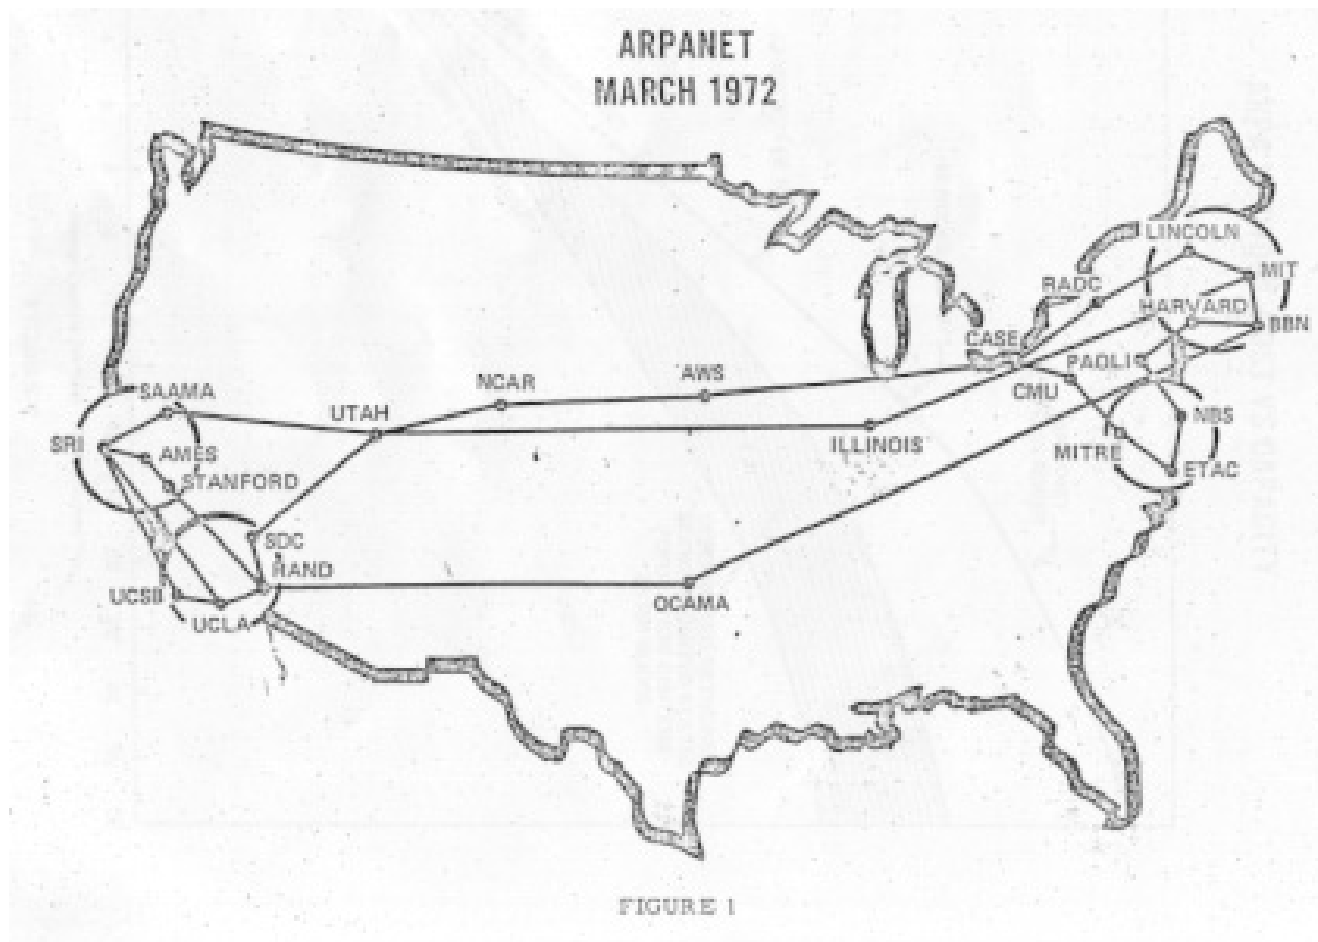 ARPANET
MARCH 1972
LINCOLN
MIT
RADC
HARVARD
BBN
CASE
PAOLI
AWS
NCAR
SAAMA
CMU
UTAH
NBS
SRI
ILLINOIS
AMES
MITRE
ETAC
STANFORD
SDC
RAND
UCSB
OCAMA
UCLA
FIGURE 1